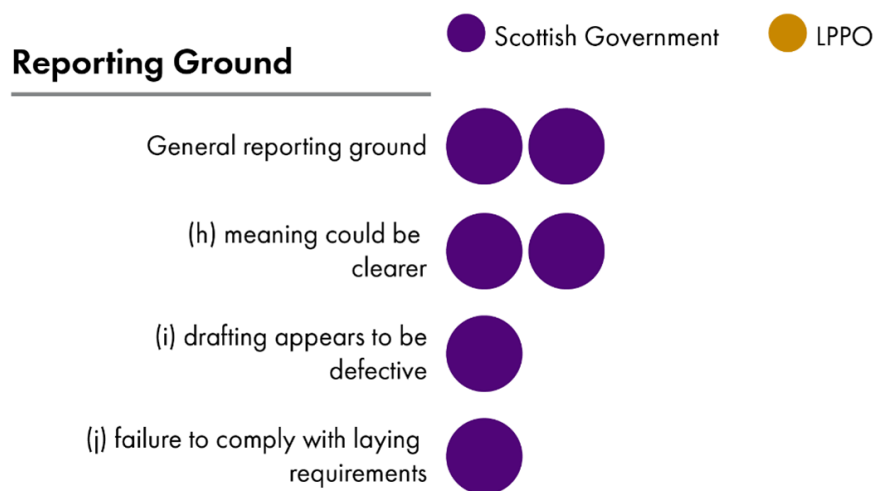 Scottish Government
LPPO
Reporting Ground
General reporting ground
(h) meaning could be
clearer
(i) drafting appears to be
defective
(j) failure to comply with laying
requirements